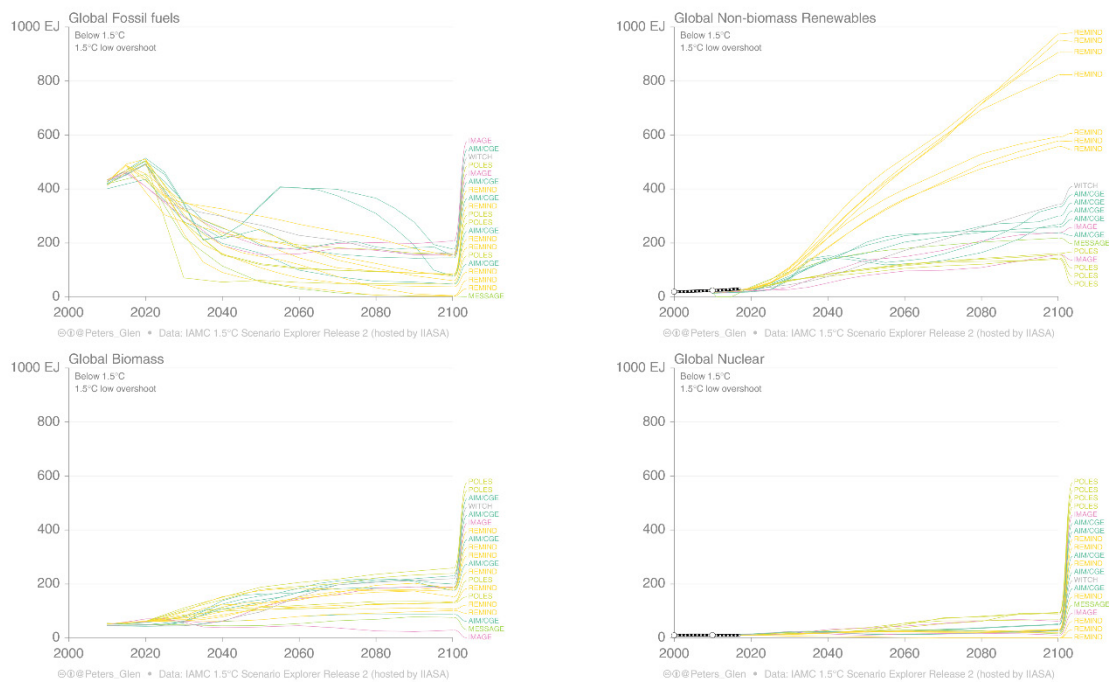 Global Fossil fuels
1000 EJ
Below 1.5°C
1.5°C low overshoot
800
600
400
200
0
IMAGE
AIM/CGE
WITCH
POLES
IMAGE
AIM/CGE
REMIND
AIM/CGE
REMIND
POLES
POLES
AIM/CGE
REMIND
REMIND
POLES
AIM/CGE
REMIND
REMIND
REMIND
MESSAGE
2000 2020 2040 2060 2080 2100
@Peters_Glen • Data: IAMC 1.5°C Scenario Explorer Release 2 (hosted by IIASA)
Global Non-biomass Renewables
1000 EJ
Below 1.5°C
1.5°C low overshoot
800
600
400
200
0
REMIND
REMIND
REMIND
REMIND
REMIND
REMIND
REMIND
WITCH
AIM/CGE
AIM/CGE
AIM/CGE
AIM/CGE
IMAGE
AIM/CGE
MESSAGE
POLES
IMAGE
POLES
POLES
POLES
2000 2020 2040 2060 2080 2100
@Peters_Glen • Data: IAMC 1.5°C Scenario Explorer Release 2 (hosted by IIASA)
Global Biomass
1000 EJ
Below 1.5°C
1.5°C low overshoot
800
600
400
200
0
POLES
POLES
AIM/CGE
WITCH
AIM/CGE
IMAGE
REMIND
AIM/CGE
REMIND
REMIND
AIM/CGE
REMIND
POLES
REMIND
POLES
REMIND
REMIND
AIM/CGE
MESSAGE
IMAGE
2000 2020 2040 2060 2080 2100
@Peters_Glen • Data: IAMC 1.5°C Scenario Explorer Release 2 (hosted by IIASA)
Global Nuclear
1000 EJ
Below 1.5°C
1.5°C low overshoot
800
600
400
200
0
POLES
POLES
POLES
POLES
IMAGE
AIM/CGE
AIM/CGE
REMIND
REMIND
AIM/CGE
REMIND
AIM/CGE
WITCH
AIM/CGE
REMIND
MESSAGE
IMAGE
REMIND
REMIND
REMIND
2000 2020 2040 2060 2080 2100
@Peters_Glen • Data: IAMC 1.5°C Scenario Explorer Release 2 (hosted by IIASA)